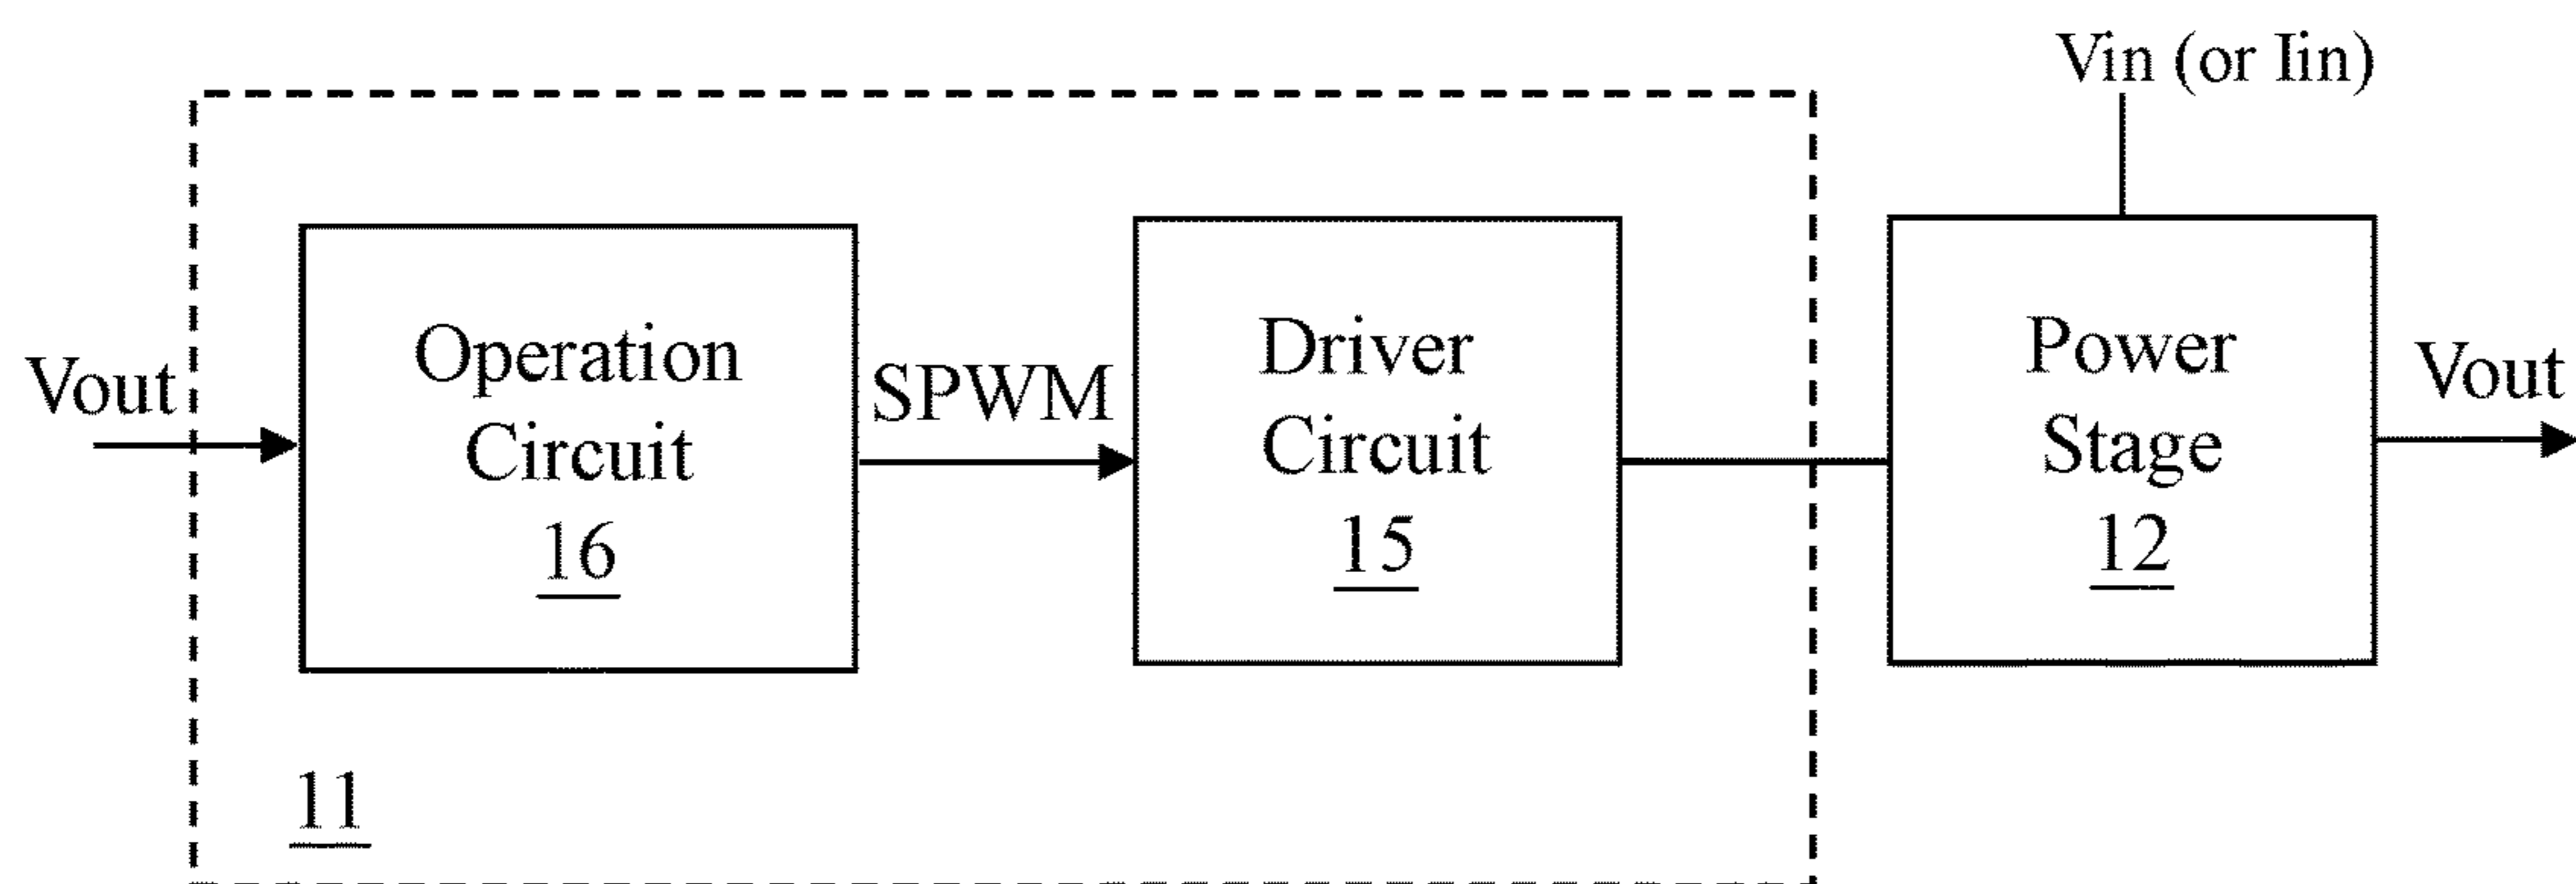 Vin (or Iin)
Vout
Operation
Circuit
16
SPWM
Driver
Circuit
15
Power
Stage
12
Vout
11